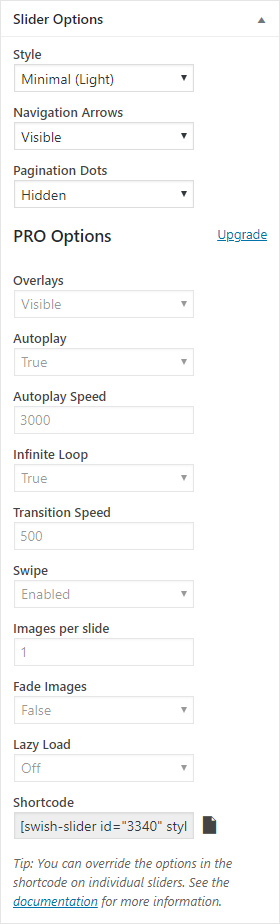 Slider Options
Style
Minimal (Light)
Navigation Arrows
Visible
Pagination Dots
Hidden
PRO Options Upgrade
Overlays
Visible
Autoplay
True
Autoplay Speed
3000
Infinite Loop
True
Transition Speed
500
Swipe
Enabled
Images per slide
1
Fade Images
False
Lazy Load
Off
Shortcode
[swish-slider id="3340" styl
Tip: You can override the options in the
shortcode on individual sliders. See the
documentation for more information.